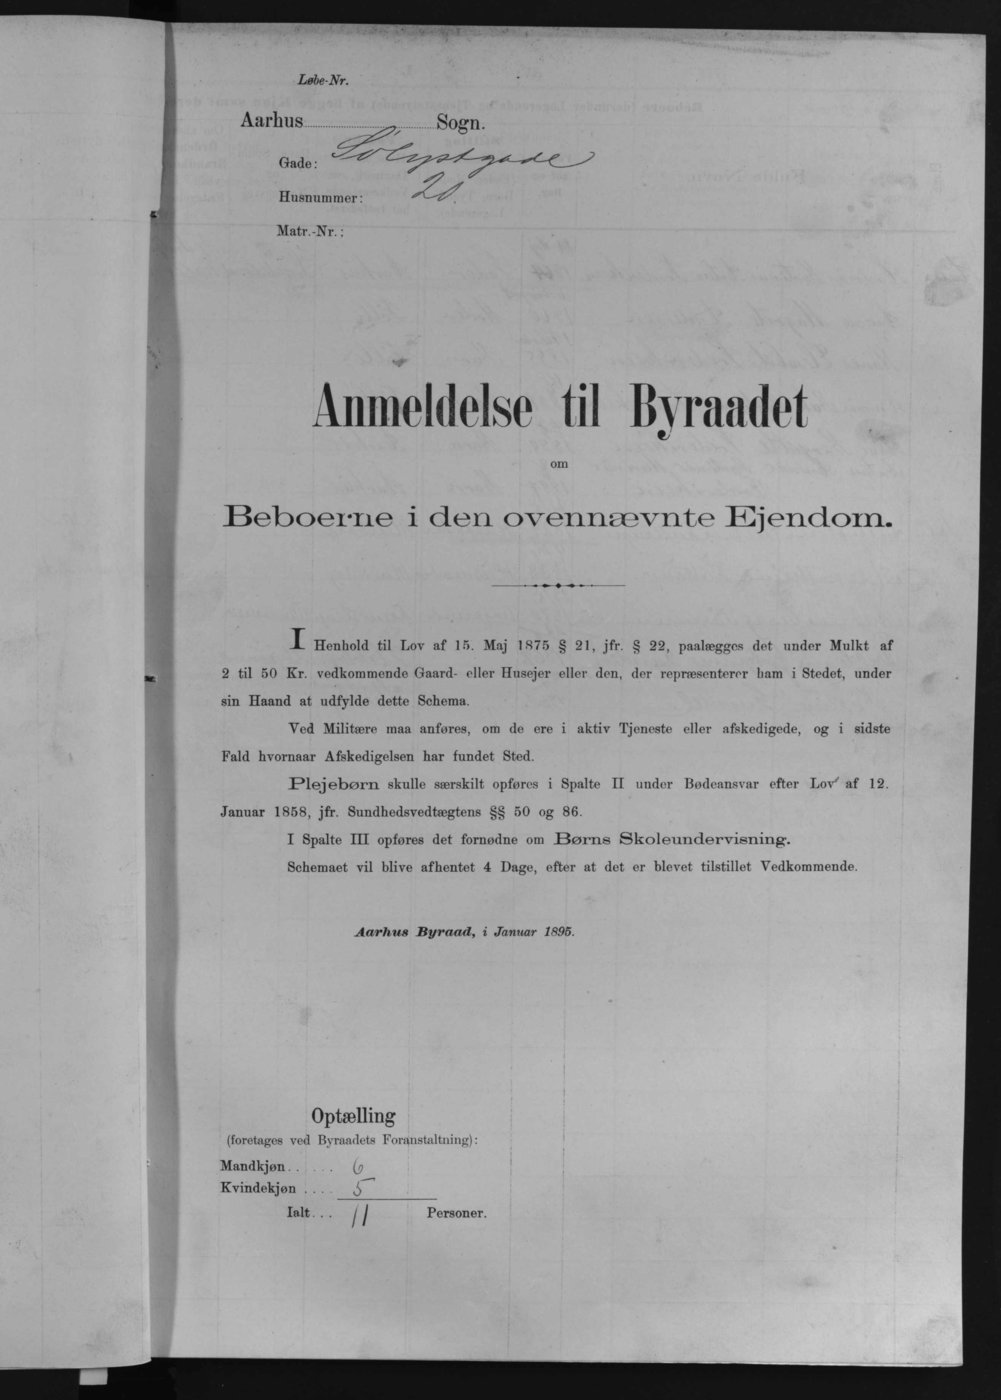 Løbe-Nr.
Aarhus Sogn.
Gade: Sølystgade
Husnummer: 20.
Matr.-Nr.:
Anmeldelse til Byraadet
om
Beboerne i den ovennævnte Ejendom.
I Henhold til Lov af 15. Maj 1875 § 21, jfr. § 22, paalægges det under Mulkt af
2 til 50 Kr. vedkommende Gaard- eller Husejer eller den, der repræsenterer ham i Stedet, under
sin Haand at udfylde dette Schema.
Ved Militære maa anføres, om de ere i aktiv Tjeneste eller afskedigede, og i sidste
Fald hvornaar Afskedigelsen har fundet Sted.
Plejebørn skulle særskilt opføres i Spalte II under Bødeansvar efter Lov af 12.
Januar 1858, jfr. Sundhedsvedtægtens §§ 50 og 86.
I Spalte III opføres det fornødne om Børns Skoleundervisning.
Schemaet vil blive afhentet 4 Dage, efter at det er blevet tilstillet Vedkommende.
Aarhus Byraad, i Januar 1895.
Optælling
(foretages ved Byraadets Foranstaltning):
Mandkjøn..... 6
Kvindekjøn .... 5
Ialt... 11 Personer.